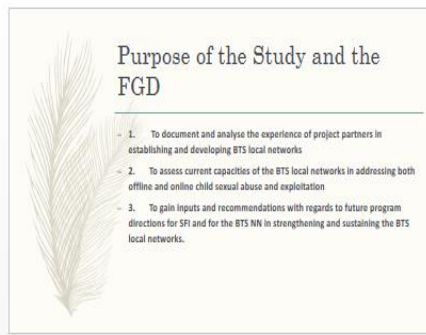 Purpose of the Study and the
FGD
– 1. To document and analyse the experience of project partners in
establishing and developing BTS local networks
– 2. To assess current capacities of the BTS local networks in addressing both
offline and online child sexual abuse and exploitation
– 3. To gain inputs and recommendations with regards to future program
directions for SFI and for the BTS NN in strengthening and sustaining the BTS
local networks.